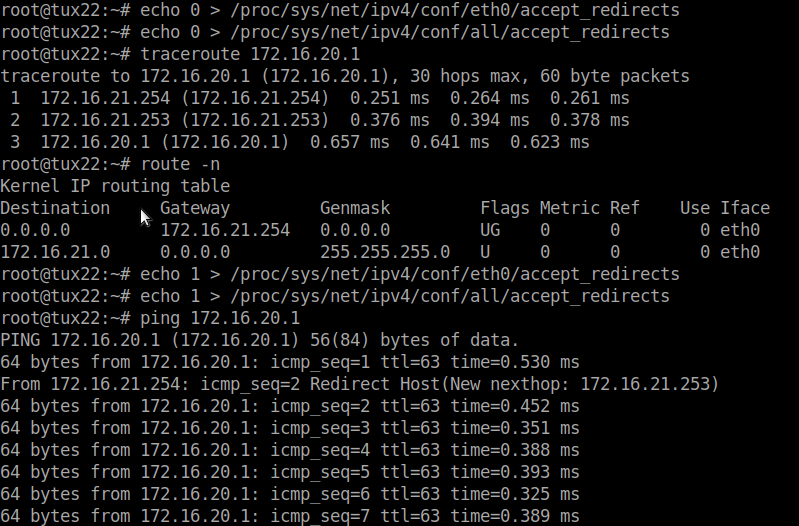 root@tux22:~# echo 0 > /proc/sys/net/ipv4/conf/eth0/accept_redirects
root@tux22:~# echo 0 > /proc/sys/net/ipv4/conf/all/accept_redirects
root@tux22:~# traceroute 172.16.20.1
traceroute to 172.16.20.1 (172.16.20.1), 30 hops max, 60 byte packets
 1  172.16.21.254 (172.16.21.254)  0.251 ms  0.264 ms  0.261 ms
 2  172.16.21.253 (172.16.21.253)  0.376 ms  0.394 ms  0.378 ms
 3  172.16.20.1 (172.16.20.1)  0.657 ms  0.641 ms  0.623 ms
root@tux22:~# route -n
Kernel IP routing table
Destination     Gateway         Genmask         Flags Metric Ref    Use Iface
0.0.0.0         172.16.21.254   0.0.0.0         UG    0      0        0 eth0
172.16.21.0     0.0.0.0         255.255.255.0   U     0      0        0 eth0
root@tux22:~# echo 1 > /proc/sys/net/ipv4/conf/eth0/accept_redirects
root@tux22:~# echo 1 > /proc/sys/net/ipv4/conf/all/accept_redirects
root@tux22:~# ping 172.16.20.1
PING 172.16.20.1 (172.16.20.1) 56(84) bytes of data.
64 bytes from 172.16.20.1: icmp_seq=1 ttl=63 time=0.530 ms
From 172.16.21.254: icmp_seq=2 Redirect Host(New nexthop: 172.16.21.253)
64 bytes from 172.16.20.1: icmp_seq=2 ttl=63 time=0.452 ms
64 bytes from 172.16.20.1: icmp_seq=3 ttl=63 time=0.351 ms
64 bytes from 172.16.20.1: icmp_seq=4 ttl=63 time=0.388 ms
64 bytes from 172.16.20.1: icmp_seq=5 ttl=63 time=0.393 ms
64 bytes from 172.16.20.1: icmp_seq=6 ttl=63 time=0.325 ms
64 bytes from 172.16.20.1: icmp_seq=7 ttl=63 time=0.389 ms